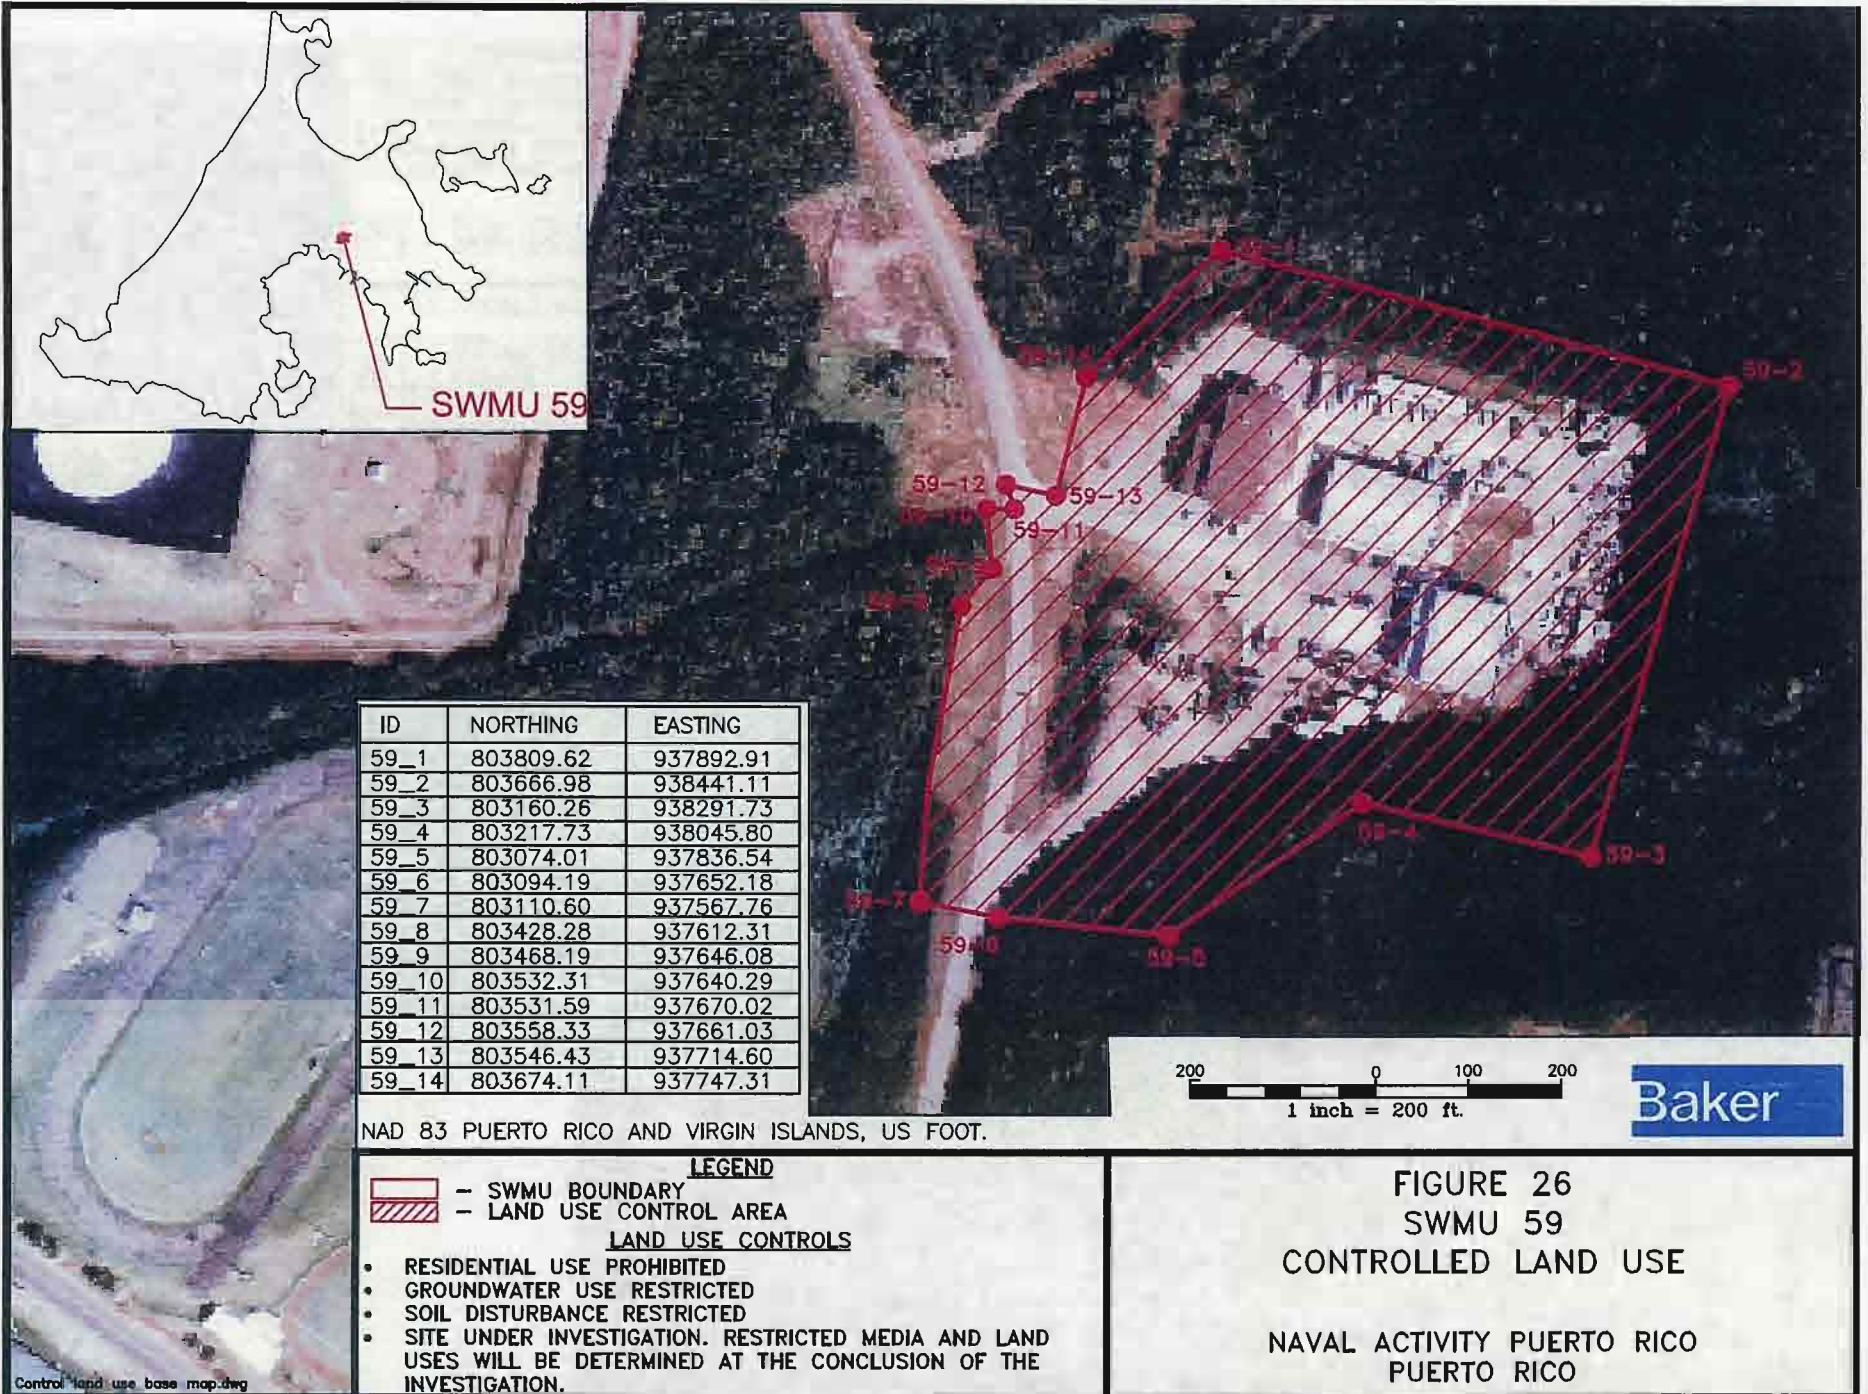 SWMU 59
59-2
59-12
59-13
59-11
59-4
59-3
59-5
ID NORTHING EASTING
59_1 803809.62 937892.91
59_2 803666.98 938441.11
59_3 803160.26 938291.73
59_4 803217.73 938045.80
59_5 803074.01 937836.54
59_6 803094.19 937652.18
59_7 803110.60 937567.76
59_8 803428.28 937612.31
59_9 803468.19 937646.08
59_10 803532.31 937640.29
59_11 803531.59 937670.02
59_12 803558.33 937661.03
59_13 803546.43 937714.60
59_14 803674.11 937747.31
NAD 83 PUERTO RICO AND VIRGIN ISLANDS, US FOOT.
200 0 100 200
1 inch = 200 ft.
Baker
LEGEND
– SWMU BOUNDARY
– LAND USE CONTROL AREA
LAND USE CONTROLS
• RESIDENTIAL USE PROHIBITED
• GROUNDWATER USE RESTRICTED
• SOIL DISTURBANCE RESTRICTED
• SITE UNDER INVESTIGATION. RESTRICTED MEDIA AND LAND
USES WILL BE DETERMINED AT THE CONCLUSION OF THE
INVESTIGATION.
FIGURE 26
SWMU 59
CONTROLLED LAND USE
NAVAL ACTIVITY PUERTO RICO
PUERTO RICO
Control land use base map.dwg